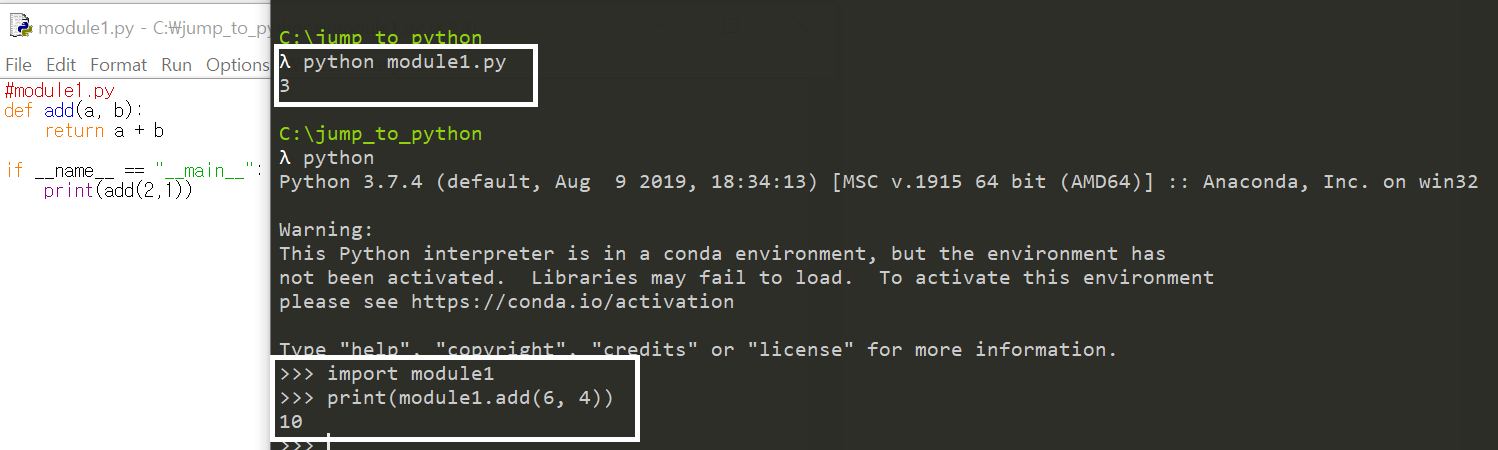 module1.py - C:₩jump_to_py
File Edit Format Run Options
#module1.py
def add(a, b):
    return a + b
if __name__ == "__main__":
    print(add(2,1))
C:\jump_to_python
λ python module1.py
3
C:\jump_to_python
λ python
Python 3.7.4 (default, Aug  9 2019, 18:34:13) [MSC v.1915 64 bit (AMD64)] :: Anaconda, Inc. on win32
Warning:
This Python interpreter is in a conda environment, but the environment has
not been activated.  Libraries may fail to load.  To activate this environment
please see https://conda.io/activation
Type "help", "copyright", "credits" or "license" for more information.
>>> import module1
>>> print(module1.add(6, 4))
10
>>>